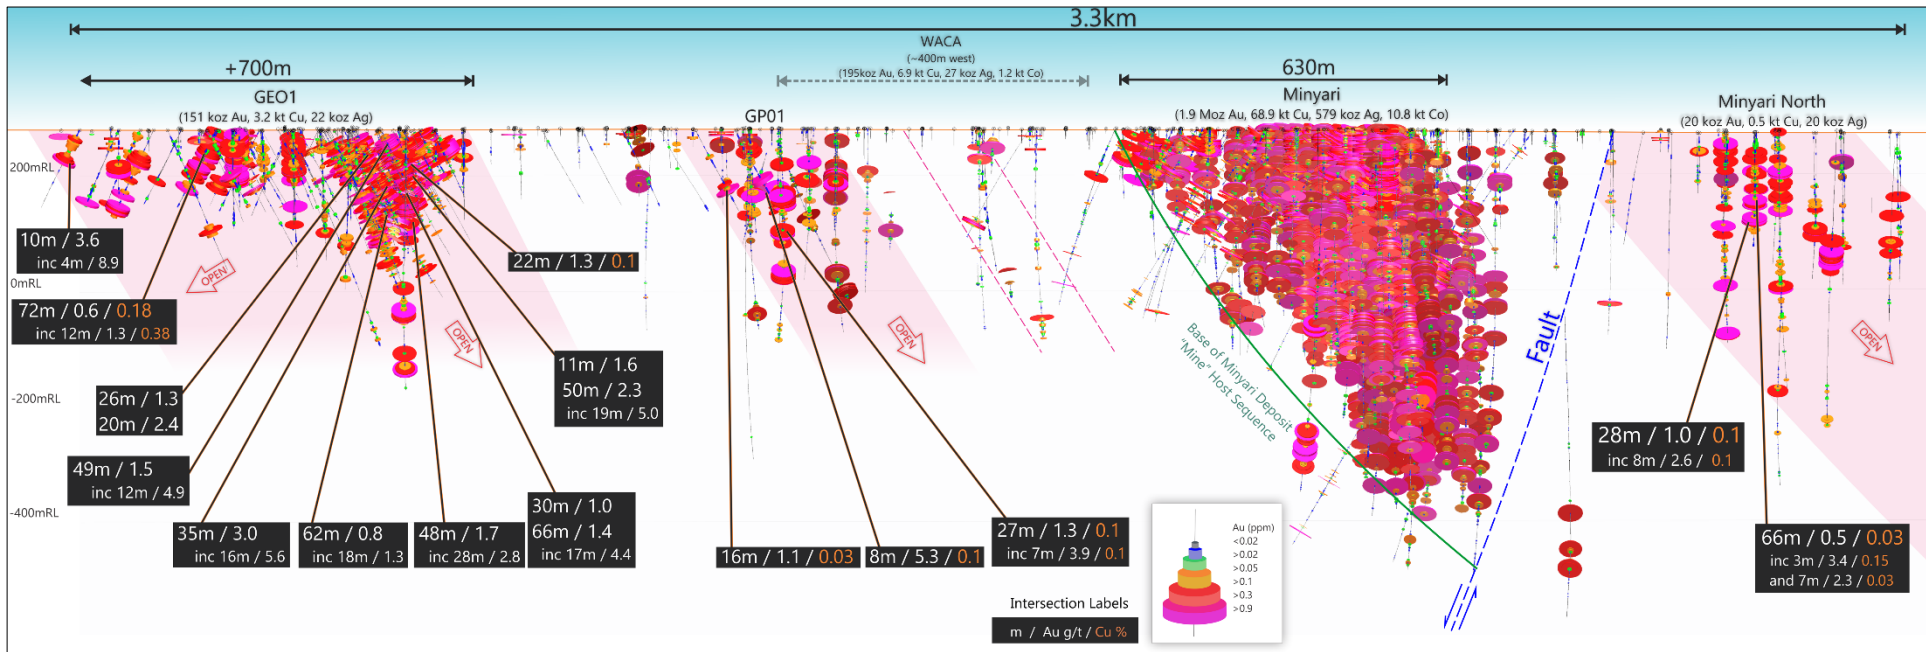 3.3km
WACA
(~400m west)
(195koz Au, 6.9 kt Cu, 27 koz Ag, 1.2 kt Co)
+700m
GEO1
(151 koz Au, 3.2 kt Cu, 22 koz Ag)
630m
Minyari
(1.9 Moz Au, 68.9 kt Cu, 579 koz Ag, 10.8 kt Co)
Minyari North
(20 koz Au, 0.5 kt Cu, 20 koz Ag)
GP01
200mRL
0mRL
-200mRL
-400mRL
10m / 3.6
inc 4m / 8.9
72m / 0.6 / 0.18
inc 12m / 1.3 / 0.38
OPEN
26m / 1.3
20m / 2.4
49m / 1.5
inc 12m / 4.9
35m / 3.0
inc 16m / 5.6
62m / 0.8
inc 18m / 1.3
48m / 1.7
inc 28m / 2.8
30m / 1.0
66m / 1.4
inc 17m / 4.4
22m / 1.3 / 0.1
OPEN
11m / 1.6
50m / 2.3
inc 19m / 5.0
16m / 1.1 / 0.03
8m / 5.3 / 0.1
27m / 1.3 / 0.1
inc 7m / 3.9 / 0.1
OPEN
Base of Minyari Deposit
"Mine" Host Sequence
Fault
28m / 1.0 / 0.1
inc 8m / 2.6 / 0.1
66m / 0.5 / 0.03
inc 3m / 3.4 / 0.15
and 7m / 2.3 / 0.03
OPEN
Intersection Labels
m / Au g/t / Cu %
Au (ppm)
<0.02
>0.02
>0.05
>0.1
>0.3
>0.9